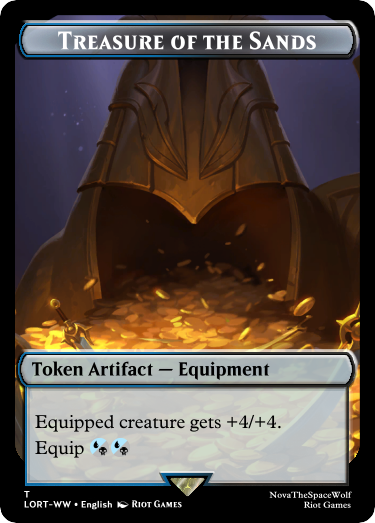 Treasure of the Sands
Token Artifact — Equipment
Equipped creature gets +4/+4.
Equip
T
LORT-WW • English Riot Games
NovaTheSpaceWolf
Riot Games